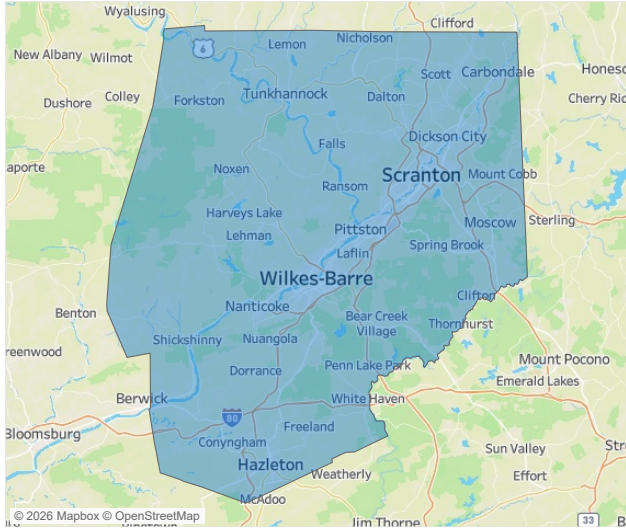 Wyalusing
Clifford
Nicholson
Lemon
6
New Albany
Wilmot
Scott
Carbondale
Honesd
Colley
Dushore
Forkston
Tunkhannock
Dalton
Cherry Rid
Falls
Dickson City
aporte
Noxen
Scranton
Mount Cobb
Ransom
Harveys Lake
Lehman
Pittston
Moscow
Sterling
Laflin
Spring Brook
Wilkes-Barre
Clifton
Nanticoke
Benton
Bear Creek
Village
Thornhurst
Shickshinny
Nuangola
reenwood
Penn Lake Park
Mount Pocono
Dorrance
Emerald Lakes
Berwick
White Haven
80
Bloomsburg
Freeland
Conyngham
Sun Valley
Str
Hazleton
Weatherly
Effort
McAdoo
© 2026 Mapbox © OpenStreetMap
Jim Thorpe
33